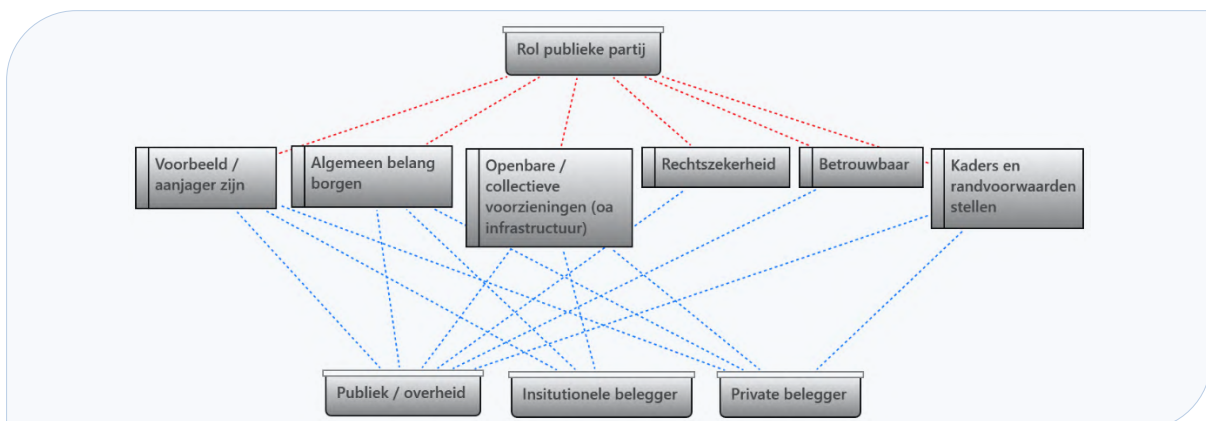 Rol publieke partij
Voorbeeld /
aanjager zijn
Algemeen belang
borgen
Openbare /
collectieve
voorzieningen (oa
infrastructuur)
Rechtszekerheid
Betrouwbaar
Kaders en
randvoorwaarden
stellen
Publiek / overheid
Insitutionele belegger
Private belegger